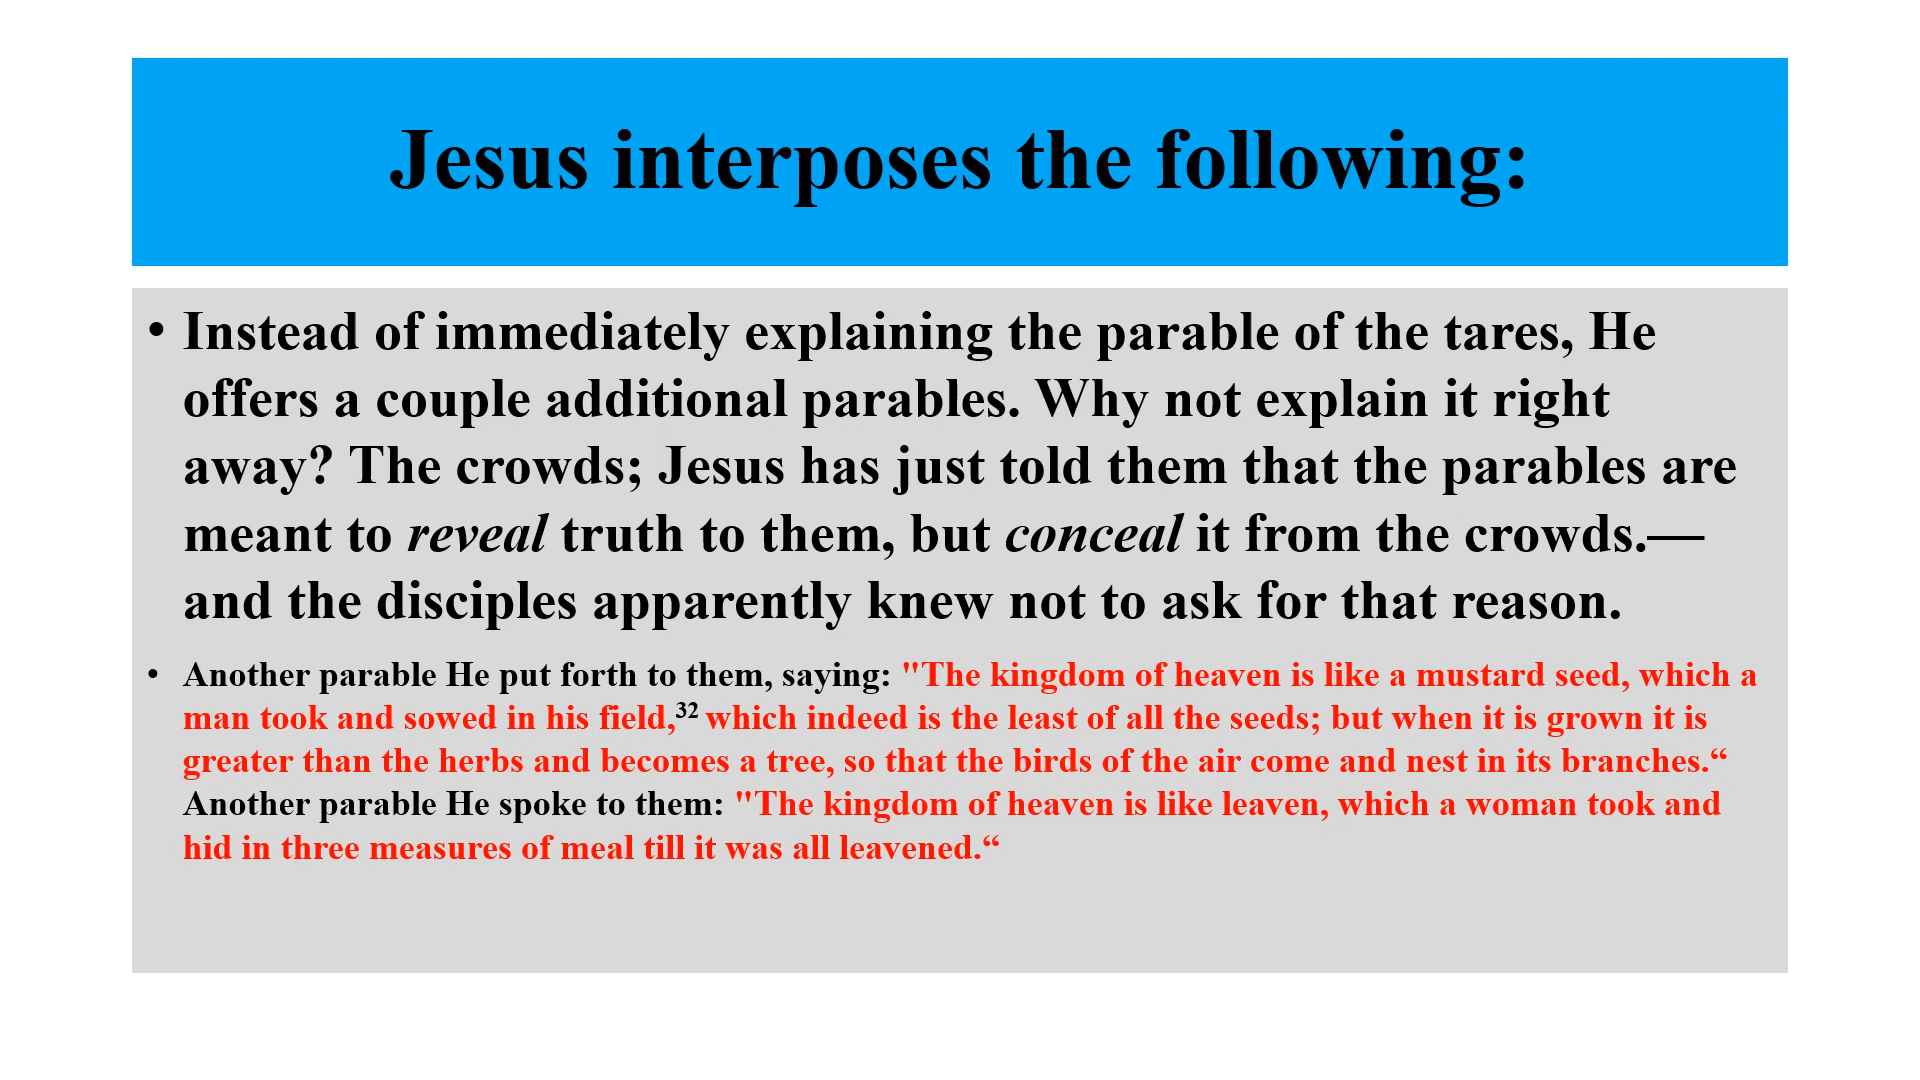 Jesus interposes the following:
• Instead of immediately explaining the parable of the tares, He
offers a couple additional parables. Why not explain it right
away? The crowds; Jesus has just told them that the parables are
meant to reveal truth to them, but conceal it from the crowds.—
and the disciples apparently knew not to ask for that reason.
• Another parable He put forth to them, saying: "The kingdom of heaven is like a mustard seed, which a
man took and sowed in his field,32 which indeed is the least of all the seeds; but when it is grown it is
greater than the herbs and becomes a tree, so that the birds of the air come and nest in its branches.“
Another parable He spoke to them: "The kingdom of heaven is like leaven, which a woman took and
hid in three measures of meal till it was all leavened.“